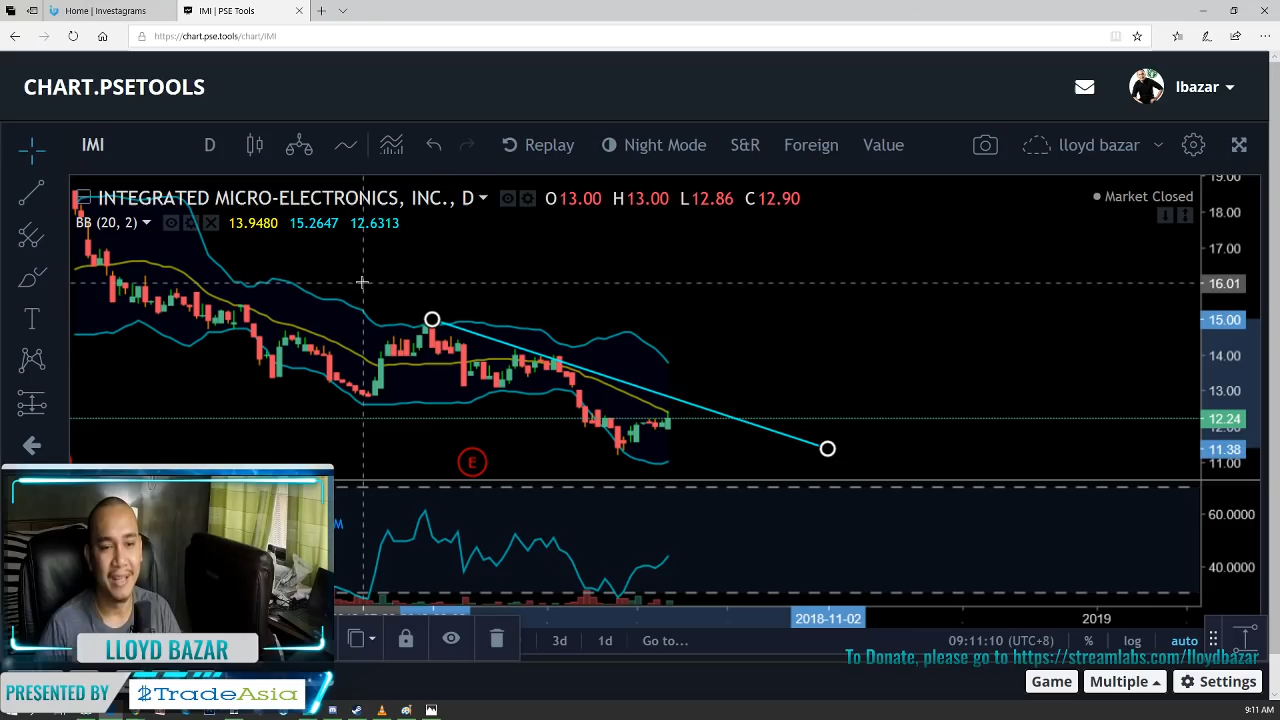 Home | Investagrams
IMI | PSE Tools
https://chart.pse.tools/chart/IMI
CHART.PSETOOLS
lbazar
IMI D Replay Night Mode S&R Foreign Value lloyd bazar
INTEGRATED MICRO-ELECTRONICS, INC., D O13.00 H13.00 L12.86 C12.90
Market Closed
BB (20, 2) 13.9480 15.2647 12.6313
19.00
18.00
17.00
16.01
15.00
14.00
13.00
12.24
12.00
11.38
11.00
E
60.0000
40.0000
M
2018-11-02
2019
3d 1d Go to...
09:11:10 (UTC+8) % log auto
To Donate, please go to https://streamlabs.com/lloydbazar
Game Multiple Settings
LLOYD BAZAR
PRESENTED BY TradeAsia
9:11 AM